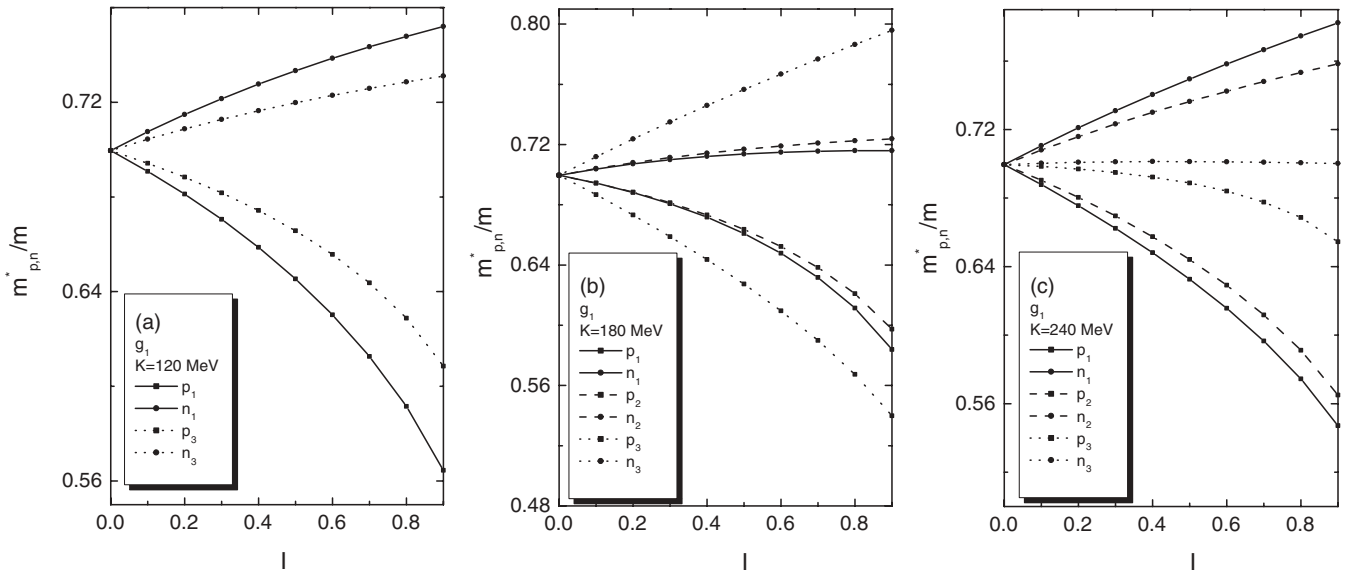 m*p,n/m
0.72
0.64
0.56
0.0 0.2 0.4 0.6 0.8
I
(a)
g1
K=120 MeV
p1
n1
p3
n3
m*p,n/m
0.80
0.72
0.64
0.56
0.48
0.0 0.2 0.4 0.6 0.8
I
(b)
g1
K=180 MeV
p1
n1
p2
n2
p3
n3
m*p,n/m
0.72
0.64
0.56
0.0 0.2 0.4 0.6 0.8
I
(c)
g1
K=240 MeV
p1
n1
p2
n2
p3
n3